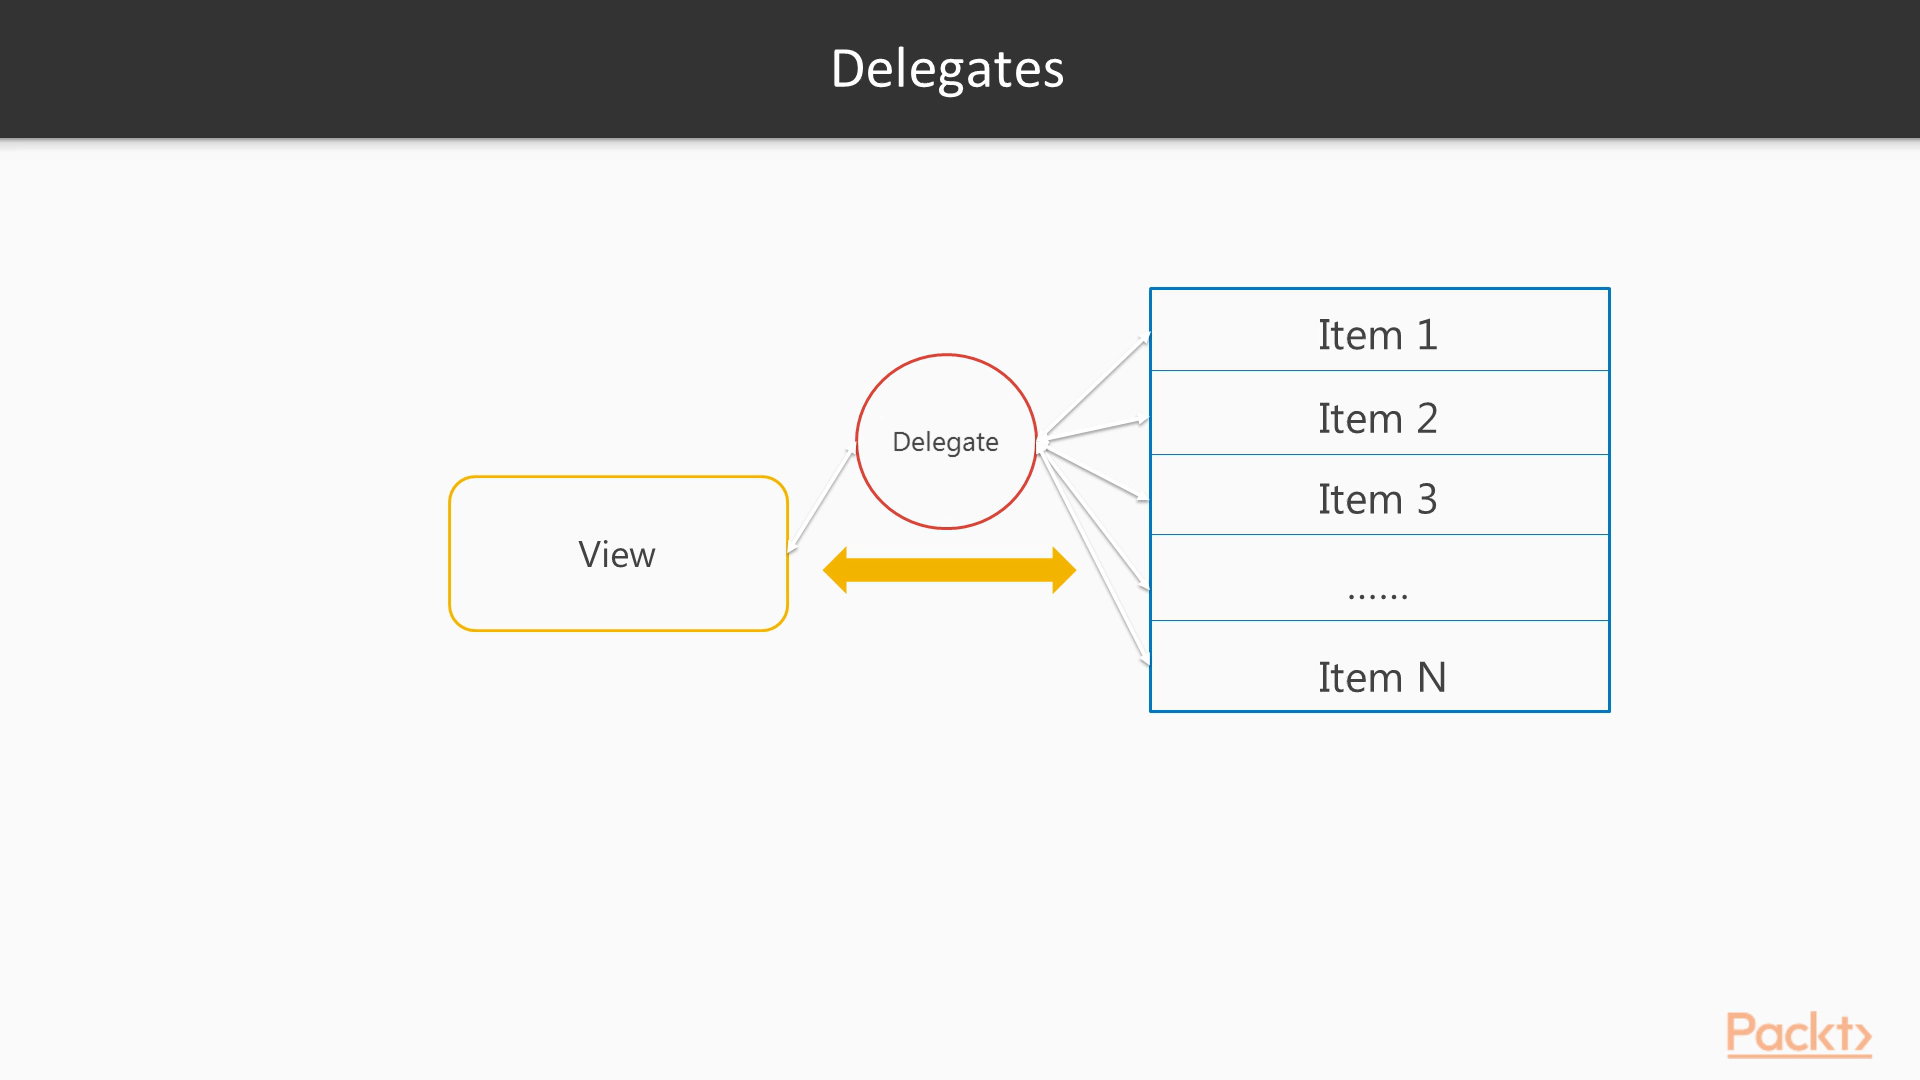 Delegates
Delegate
View
Item 1
Item 2
Item 3
......
Item N
Packt>